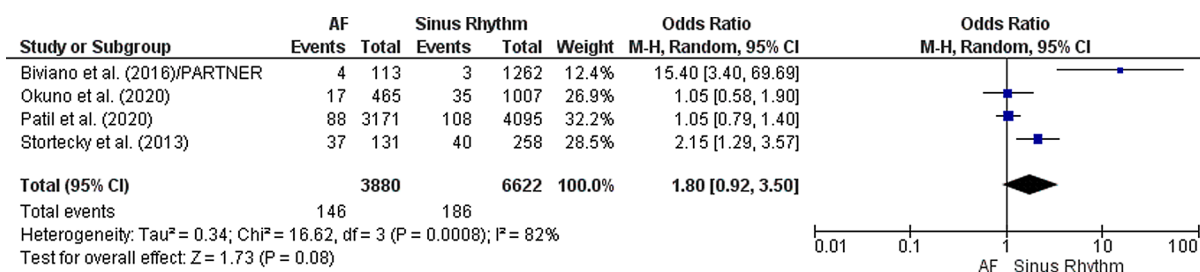 AF Sinus Rhythm Odds Ratio Odds Ratio
Study or Subgroup Events Total Events Total Weight M-H, Random, 95% CI M-H, Random, 95% CI
Biviano et al. (2016)/PARTNER 4 113 3 1262 12.4% 15.40 [3.40, 69.69]
Okuno et al. (2020) 17 465 35 1007 26.9% 1.05 [0.58, 1.90]
Patil et al. (2020) 88 3171 108 4095 32.2% 1.05 [0.79, 1.40]
Stortecky et al. (2013) 37 131 40 258 28.5% 2.15 [1.29, 3.57]
Total (95% CI) 3880 6622 100.0% 1.80 [0.92, 3.50]
Total events 146 186
Heterogeneity: Tau² = 0.34; Chi² = 16.62, df = 3 (P = 0.0008); I² = 82%
Test for overall effect: Z = 1.73 (P = 0.08)
0.01 0.1 1 10 100
AF Sinus Rhythm